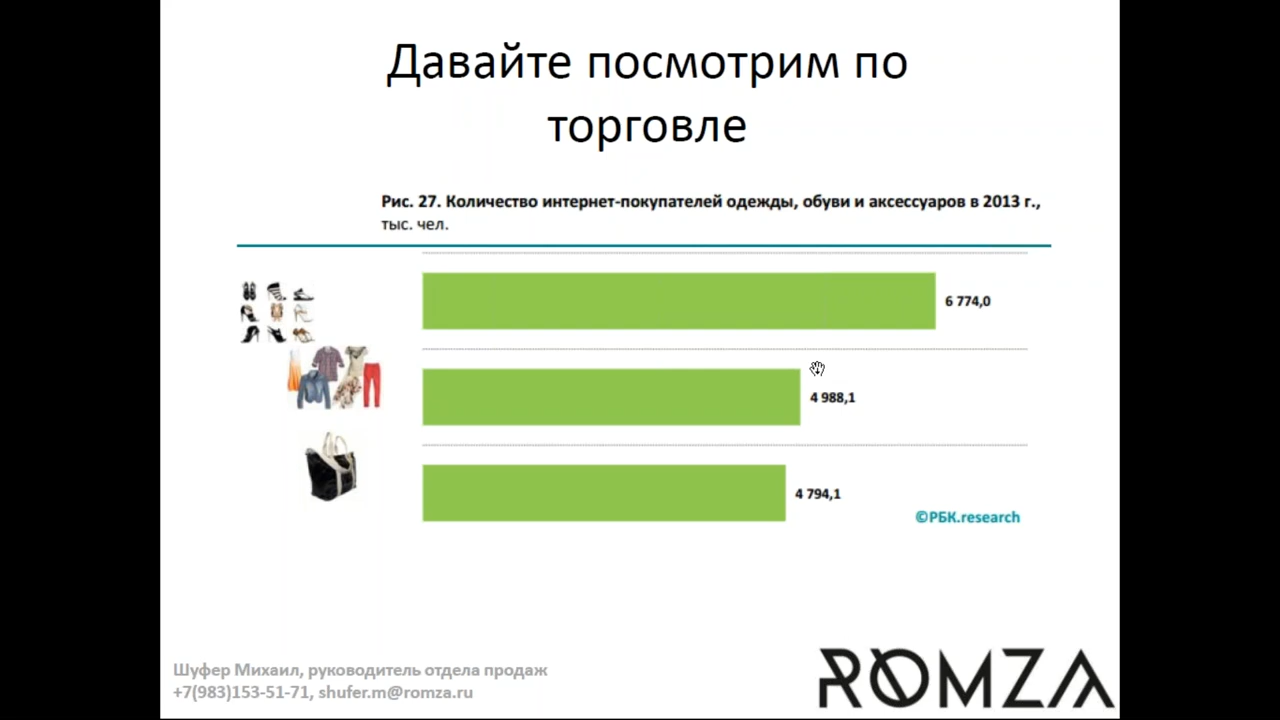 Давайте посмотрим по
торговле
Рис. 27. Количество интернет-покупателей одежды, обуви и аксессуаров в 2013 г.,
тыс. чел.
6 774,0
4 988,1
4 794,1
©РБК.research
Шуфер Михаил, руководитель отдела продаж
+7(983)153-51-71, shufer.m@romza.ru
ROMZA